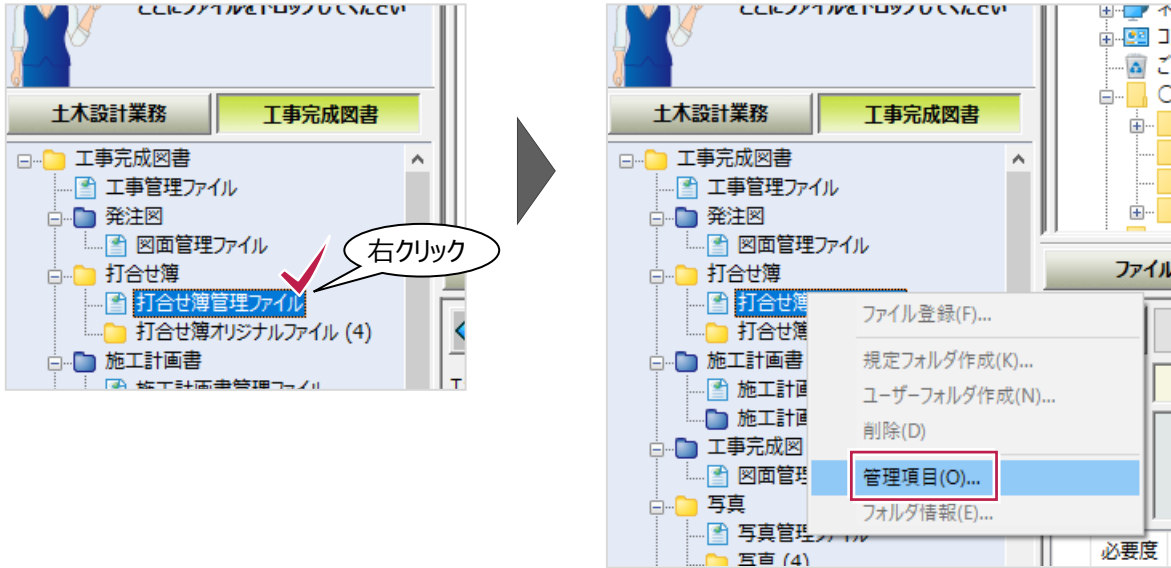 ここにファイルをドロップしてください
土木設計業務
工事完成図書
工事完成図書
工事管理ファイル
発注図
図面管理ファイル
打合せ簿
打合せ簿管理ファイル
打合せ簿オリジナルファイル (4)
施工計画書
施工計画書管理ファイル
右クリック
ここにファイルをドロップしてください
土木設計業務
工事完成図書
工事完成図書
工事管理ファイル
発注図
図面管理ファイル
打合せ簿
打合せ簿
打合せ簿
施工計画書
施工計画
施工計画
工事完成図
図面管理
写真
写真管理ファイル
写真 (4)
ファイル登録(F)...
規定フォルダ作成(K)...
ユーザーフォルダ作成(N)...
削除(D)
管理項目(O)...
フォルダ情報(E)...
ファイル
必要度